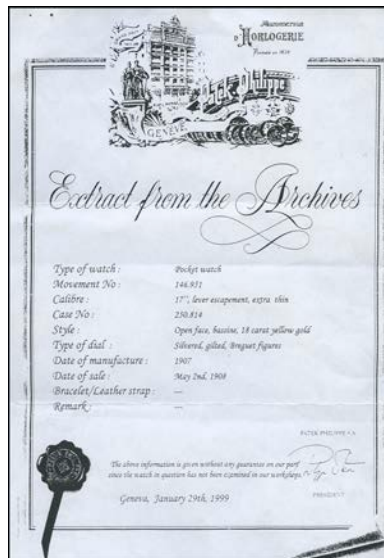 D'HORLOGERIE
GENEVE
Extract from the Archives
Type of watch : Pocket watch
Movement No : 146.931
Calibre : 17''', lever escapement, extra thin
Case No : 250.814
Style : Open face, bassine, 18 carat yellow gold
Type of dial : Silvered, gilted, Breguet figures
Date of manufacture : 1907
Date of sale : May 2nd, 1908
Bracelet/Leather strap : ---
Remark : ---
PATEK PHILIPPE S.A.
The above information is given without any guarantee on our part
since the watch in question has not been examined in our workshops.
Geneva, January 29th, 1999
PRESIDENT